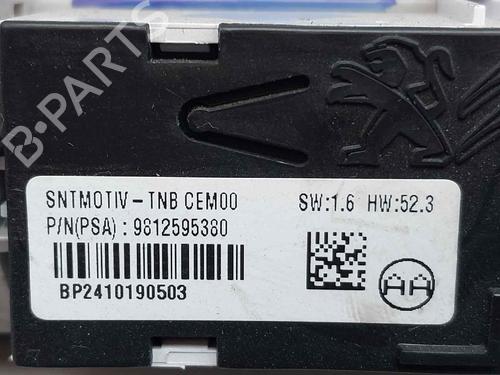 B-PARTS
SNTMOTIV-TNB CEM00 SW:1.6 HW:52.3
P/N(PSA) : 9812595380
BP2410190503
AA